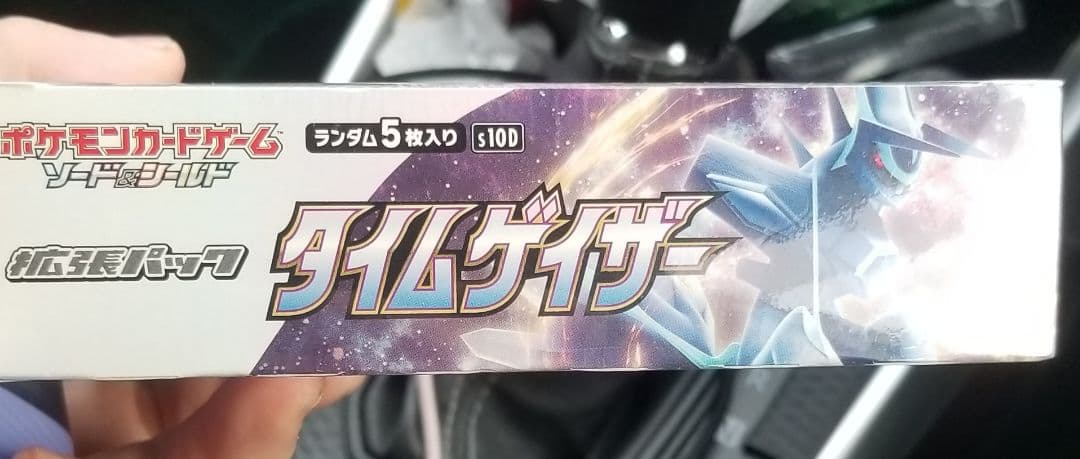 ポケモンカードゲーム
ソード&シールド
ランダム5枚入り s10D
拡張パック
タイムゲイザー